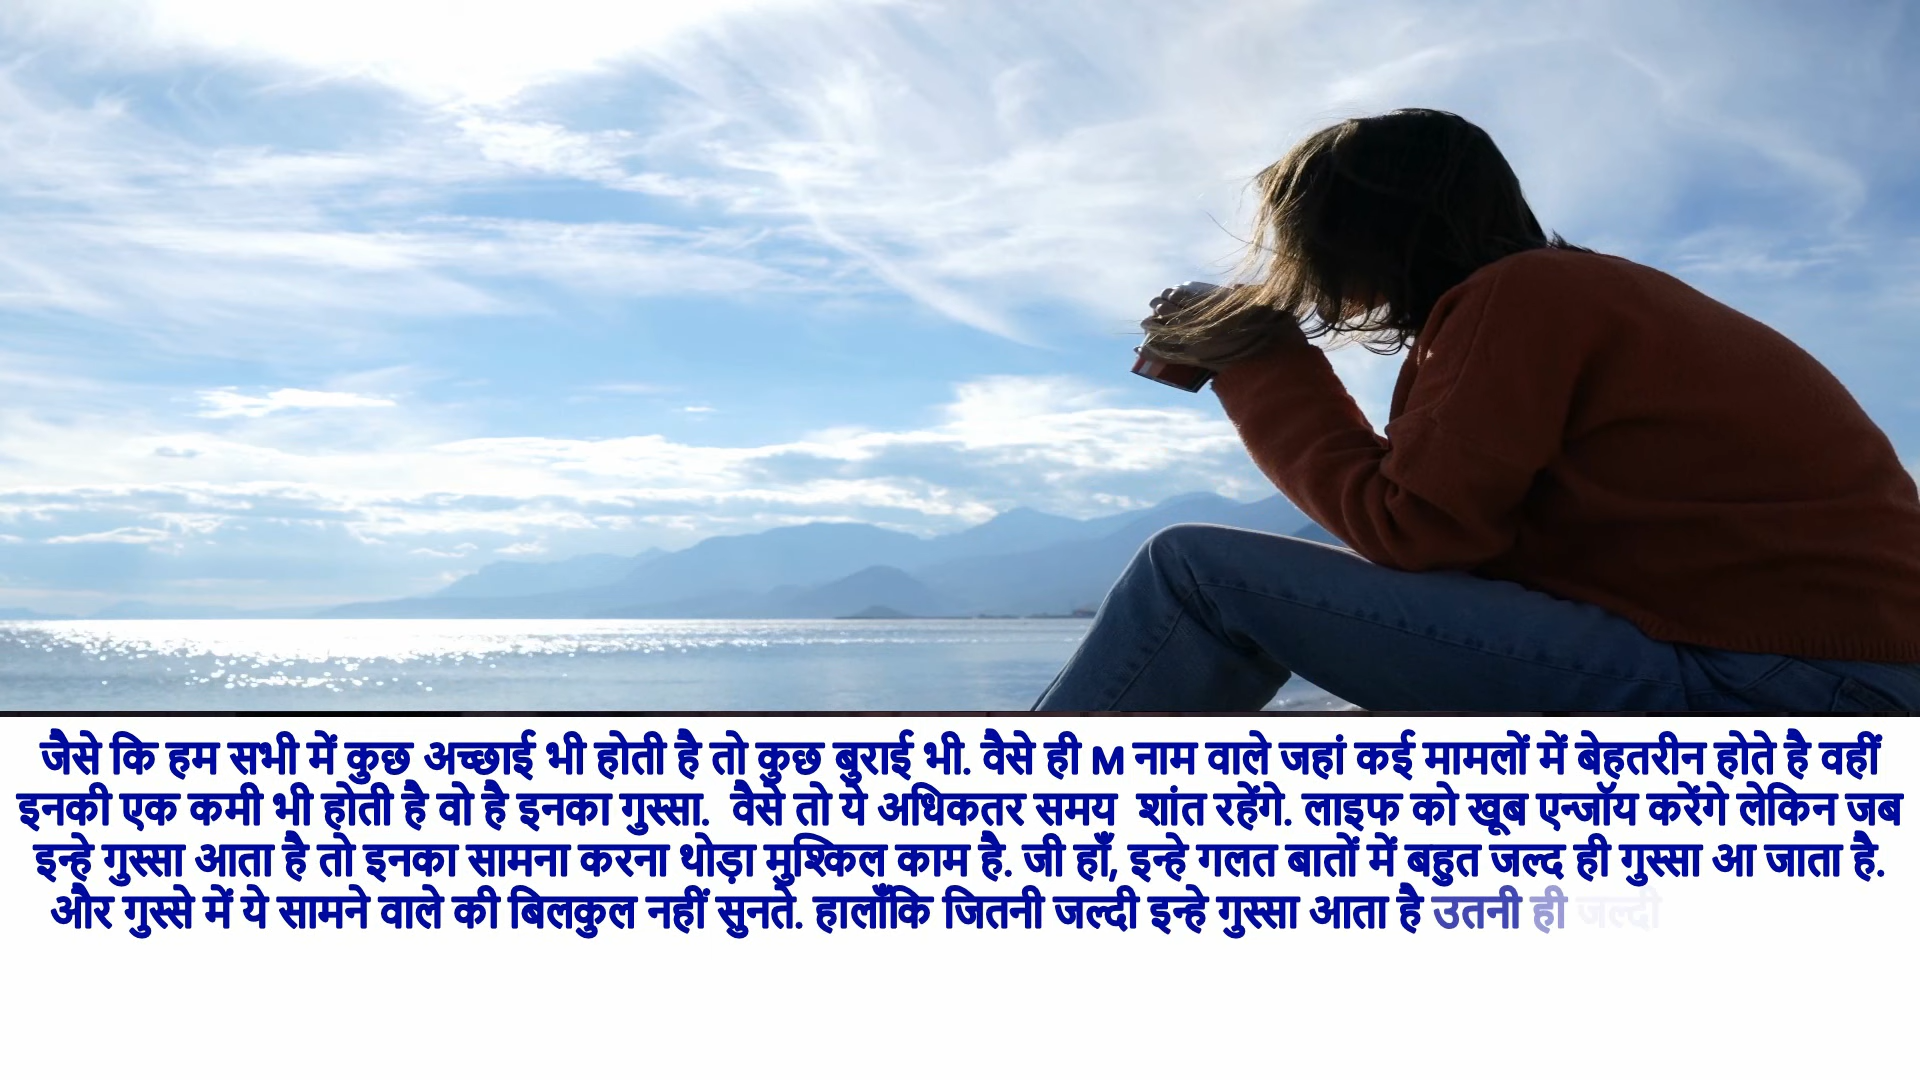 जैसे कि हम सभी में कुछ अच्छाई भी होती है तो कुछ बुराई भी. वैसे ही M नाम वाले जहां कई मामलों में बेहतरीन होते है वहीं
इनकी एक कमी भी होती है वो है इनका गुस्सा. वैसे तो ये अधिकतर समय शांत रहेंगे. लाइफ को खूब एन्जॉय करेंगे लेकिन जब
इन्हे गुस्सा आता है तो इनका सामना करना थोड़ा मुश्किल काम है. जी हाँ, इन्हे गलत बातों में बहुत जल्द ही गुस्सा आ जाता है.
और गुस्से में ये सामने वाले की बिलकुल नहीं सुनते. हालाँकि जितनी जल्दी इन्हे गुस्सा आता है उतनी ही जल्दी